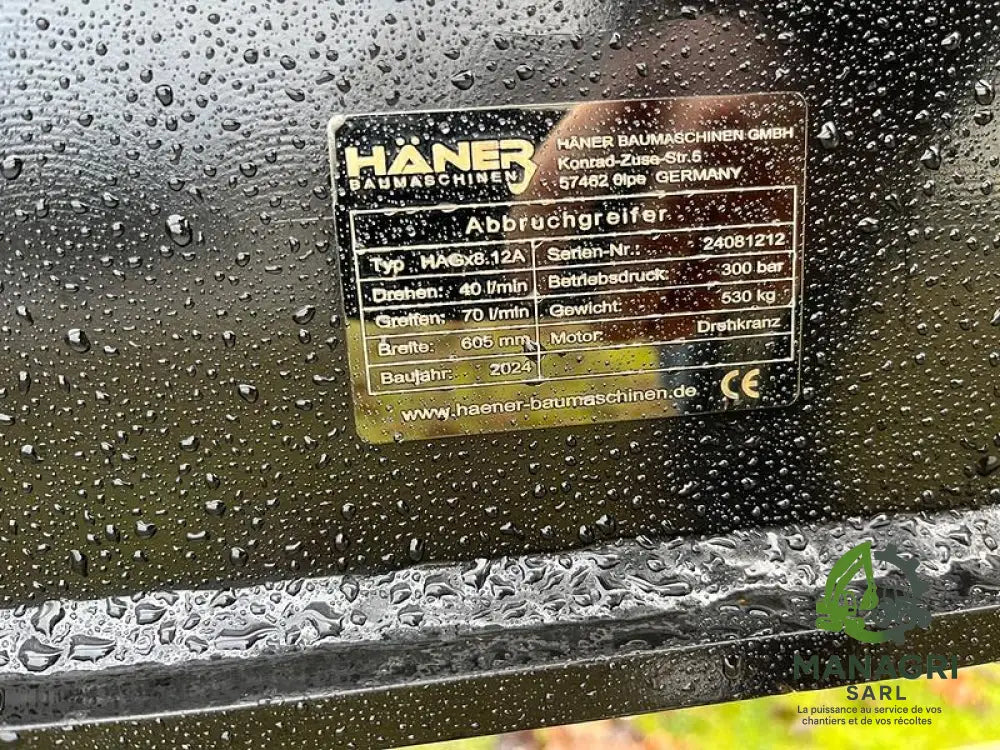 HÄNER
BAUMASCHINEN
HÄNER BAUMASCHINEN GMBH
Konrad-Zuse-Str.5
57462 Olpe GERMANY
Abbruchgreifer
Typ HAGx8.12A Serien-Nr.: 24081212
Drehen: 40 l/min Betriebsdruck: 300 bar
Greifen: 70 l/min Gewicht: 530 kg
Breite: 605 mm Motor: Drehkranz
Baujahr: 2024
www.haener-baumaschinen.de CE
MANAGRI
SARL
La puissance au service de vos
chantiers et de vos récoltes